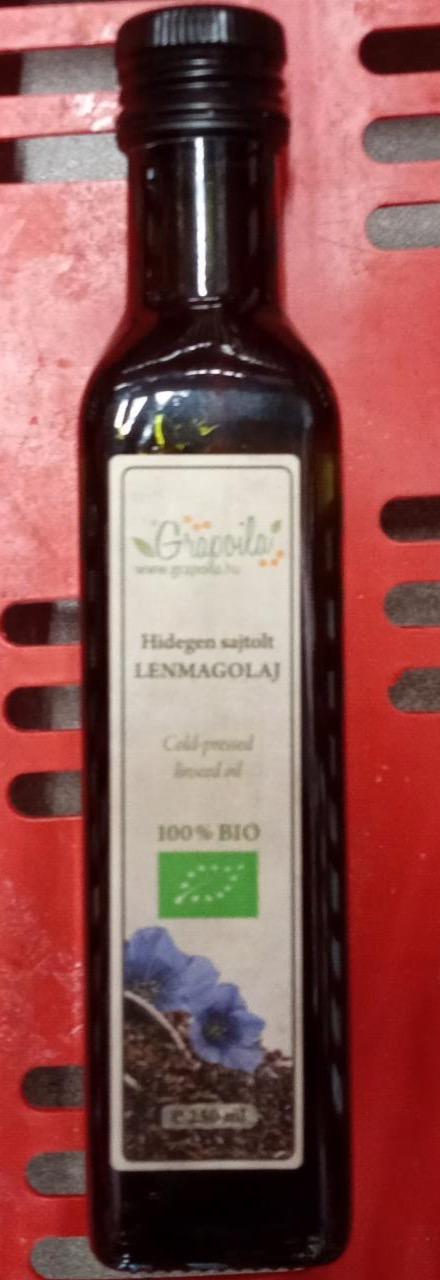 Grapoila
www.grapoila.hu
Hidegen sajtolt
LENMAGOLAJ
Cold-pressed
linseed oil
100% BIO
℮ 250 ml